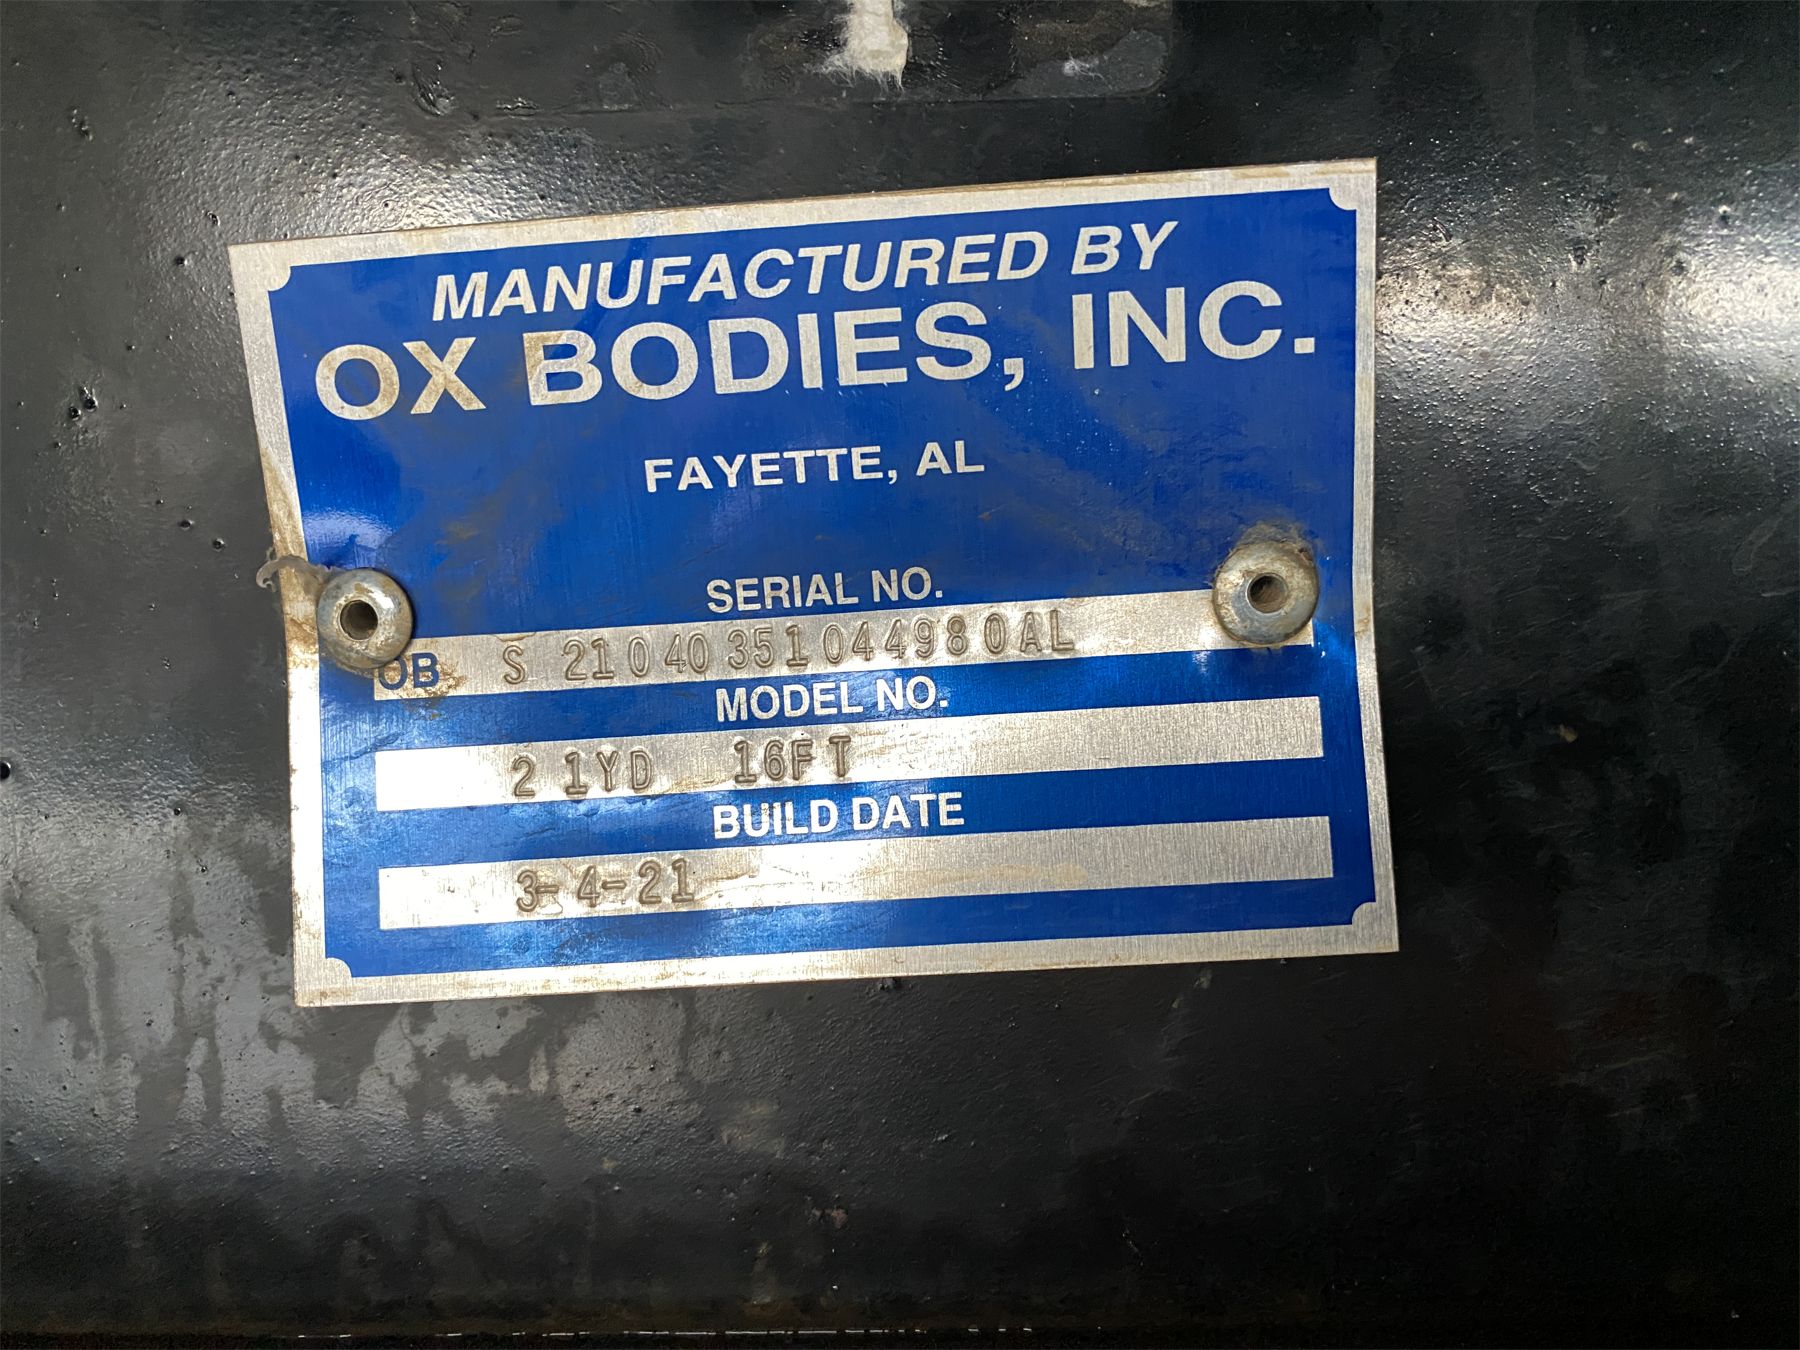 MANUFACTURED BY
OX BODIES, INC.
FAYETTE, AL
SERIAL NO.
OB S 21040351044980AL
MODEL NO.
21YD 16FT
BUILD DATE
3-4-21